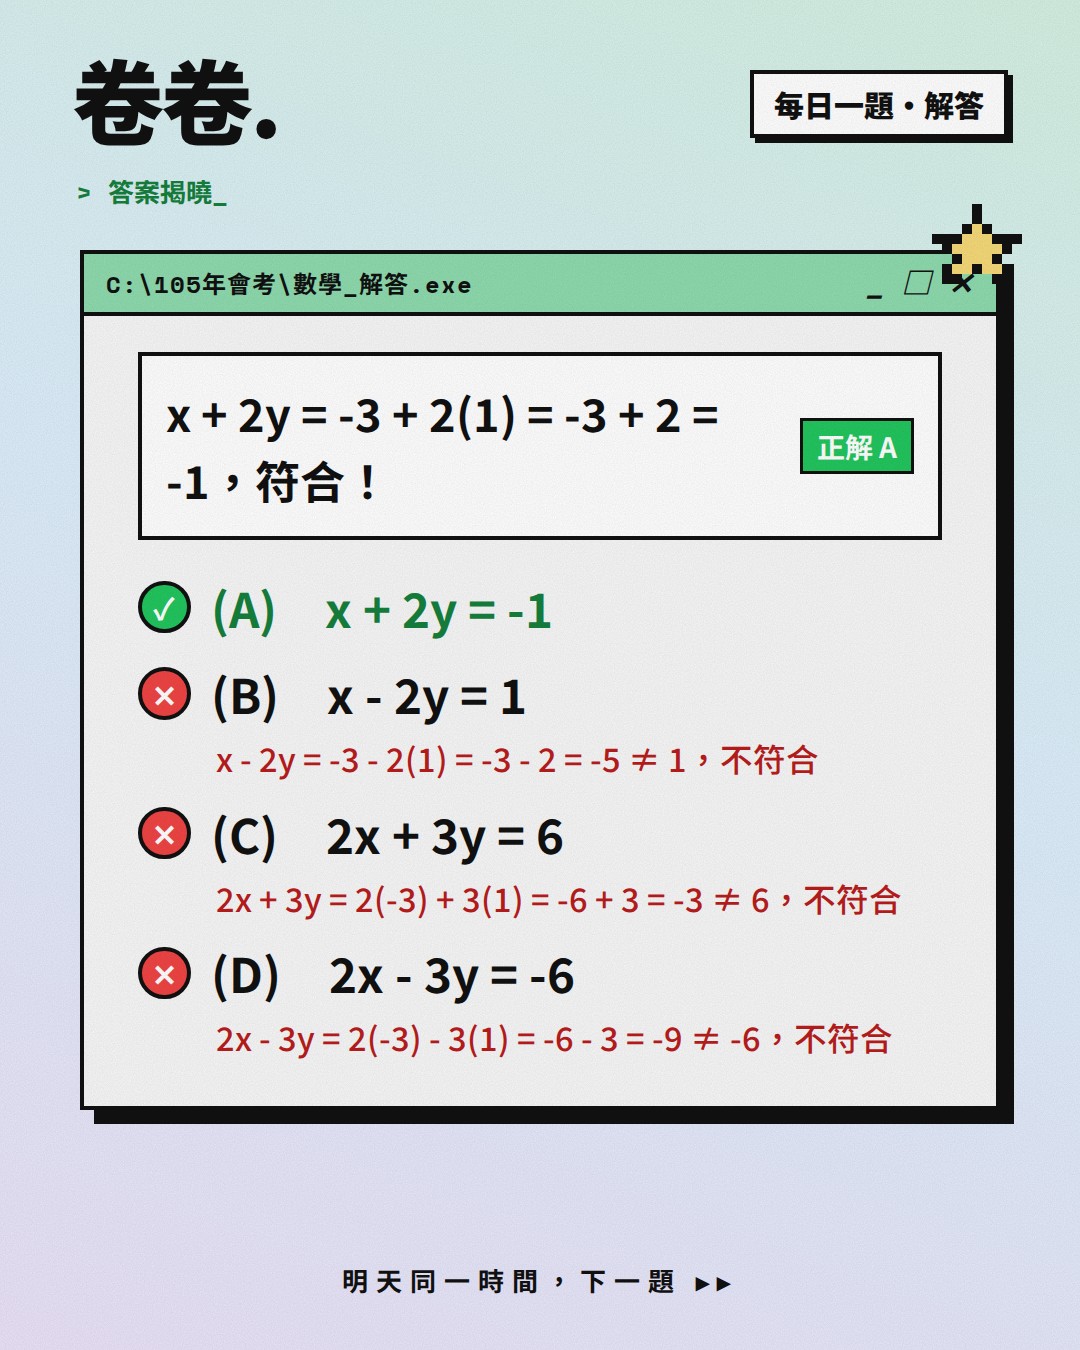 卷卷.
每日一題・解答
> 答案揭曉_
C:\105年會考\數學_解答.exe
x + 2y = -3 + 2(1) = -3 + 2 =
-1，符合！
正解 A
(A) x + 2y = -1
(B) x - 2y = 1
x - 2y = -3 - 2(1) = -3 - 2 = -5 ≠ 1，不符合
(C) 2x + 3y = 6
2x + 3y = 2(-3) + 3(1) = -6 + 3 = -3 ≠ 6，不符合
(D) 2x - 3y = -6
2x - 3y = 2(-3) - 3(1) = -6 - 3 = -9 ≠ -6，不符合
明天同一時間，下一題 ▸▸